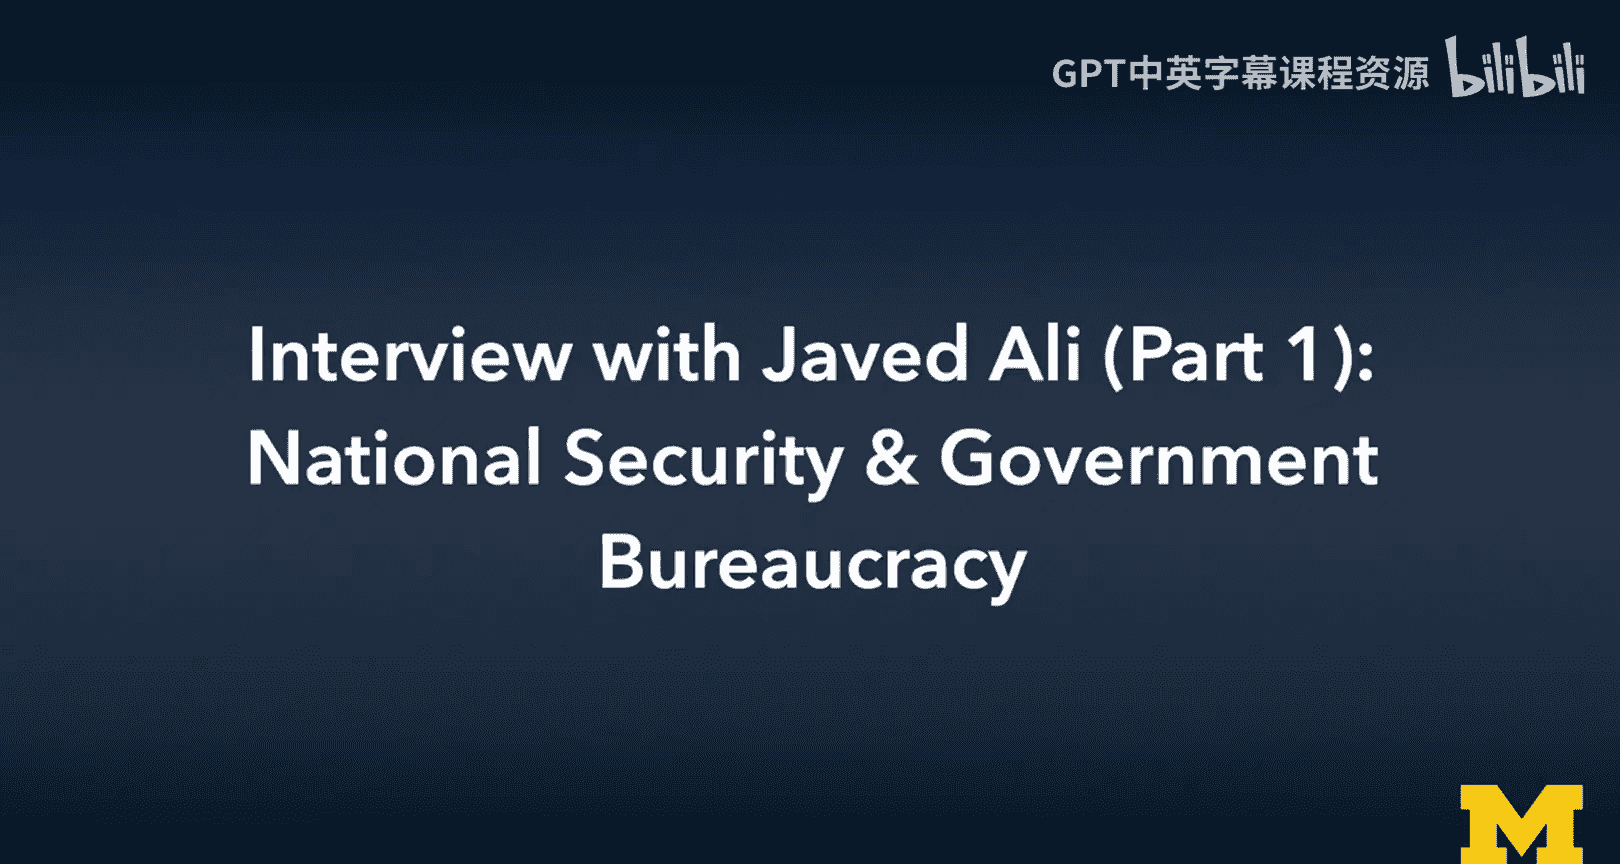 GPT中英字幕课程资源 bilibili
Interview with Javed Ali (Part 1):
National Security & Government
Bureaucracy
M